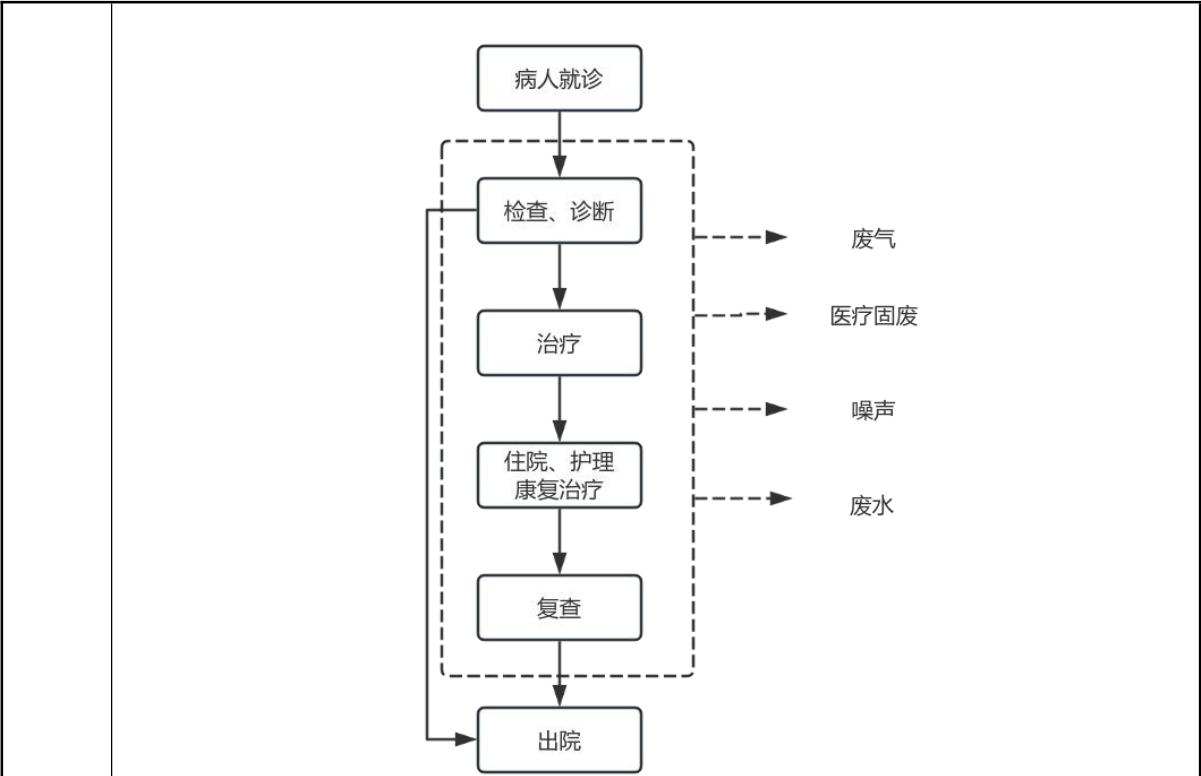 病人就诊
检查、诊断
废气
医疗固废
治疗
噪声
住院、护理
康复治疗
废水
复查
出院